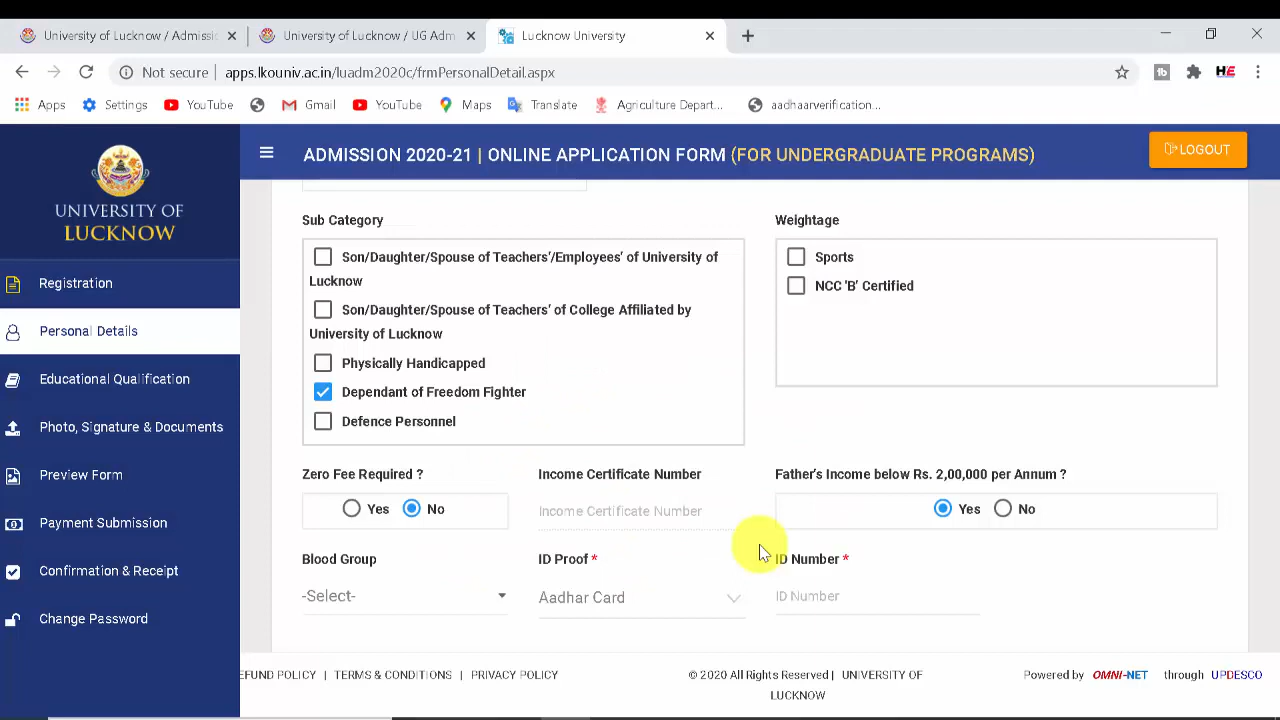 University of Lucknow / Admissi
University of Lucknow / UG Adm
Lucknow University
Not secure
apps.lkouniv.ac.in/luadm2020c/frmPersonalDetail.aspx
Apps
Settings
YouTube
Gmail
YouTube
Maps
Translate
Agriculture Depart...
aadhaarverification...
UNIVERSITY OF
LUCKNOW
ADMISSION 2020-21 | ONLINE APPLICATION FORM (FOR UNDERGRADUATE PROGRAMS)
LOGOUT
Registration
Personal Details
Educational Qualification
Photo, Signature & Documents
Preview Form
Payment Submission
Confirmation & Receipt
Change Password
Sub Category
Son/Daughter/Spouse of Teachers'/Employees' of University of
Lucknow
Son/Daughter/Spouse of Teachers' of College Affiliated by
University of Lucknow
Physically Handicapped
Dependant of Freedom Fighter
Defence Personnel
Weightage
Sports
NCC 'B' Certified
Zero Fee Required ?
Yes No
Income Certificate Number
Income Certificate Number
Father's Income below Rs. 2,00,000 per Annum ?
Yes No
Blood Group
-Select-
ID Proof *
Aadhar Card
ID Number *
ID Number
EFUND POLICY | TERMS & CONDITIONS | PRIVACY POLICY
© 2020 All Rights Reserved | UNIVERSITY OF
LUCKNOW
Powered by OMNI-NET through UPDESCO